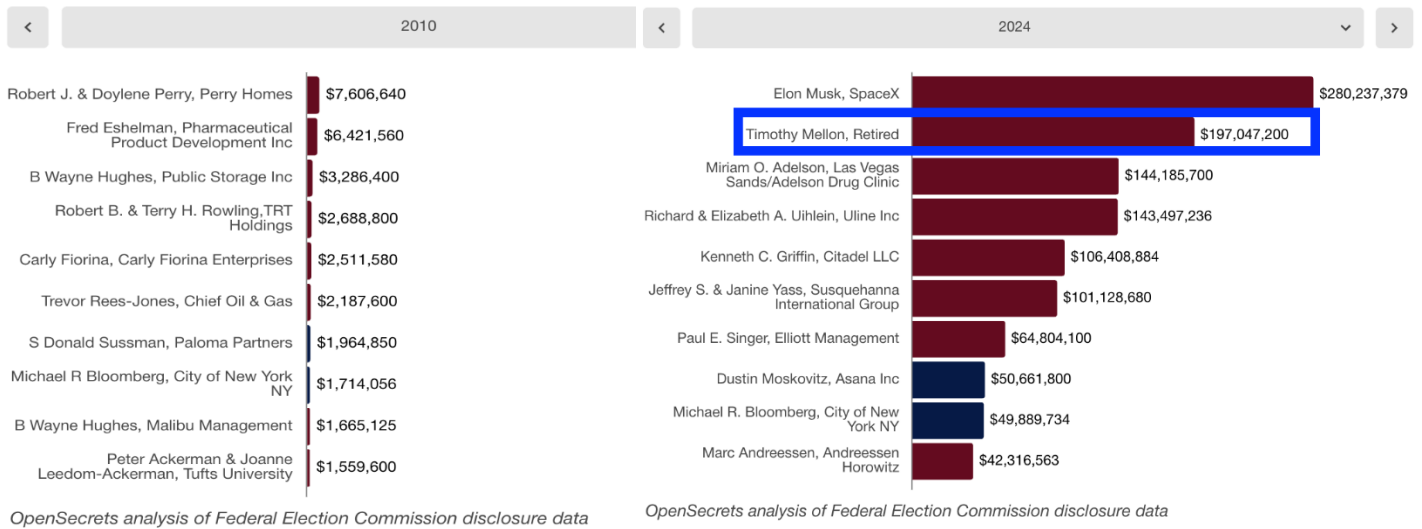 2010
Robert J. & Doylene Perry, Perry Homes $7,606,640
Fred Eshelman, Pharmaceutical
Product Development Inc $6,421,560
B Wayne Hughes, Public Storage Inc $3,286,400
Robert B. & Terry H. Rowling,TRT
Holdings $2,688,800
Carly Fiorina, Carly Fiorina Enterprises $2,511,580
Trevor Rees-Jones, Chief Oil & Gas $2,187,600
S Donald Sussman, Paloma Partners $1,964,850
Michael R Bloomberg, City of New York
NY $1,714,056
B Wayne Hughes, Malibu Management $1,665,125
Peter Ackerman & Joanne
Leedom-Ackerman, Tufts University $1,559,600
OpenSecrets analysis of Federal Election Commission disclosure data
2024
Elon Musk, SpaceX $280,237,379
Timothy Mellon, Retired $197,047,200
Miriam O. Adelson, Las Vegas
Sands/Adelson Drug Clinic $144,185,700
Richard & Elizabeth A. Uihlein, Uline Inc $143,497,236
Kenneth C. Griffin, Citadel LLC $106,408,884
Jeffrey S. & Janine Yass, Susquehanna
International Group $101,128,680
Paul E. Singer, Elliott Management $64,804,100
Dustin Moskovitz, Asana Inc $50,661,800
Michael R. Bloomberg, City of New
York NY $49,889,734
Marc Andreessen, Andreessen
Horowitz $42,316,563
OpenSecrets analysis of Federal Election Commission disclosure data